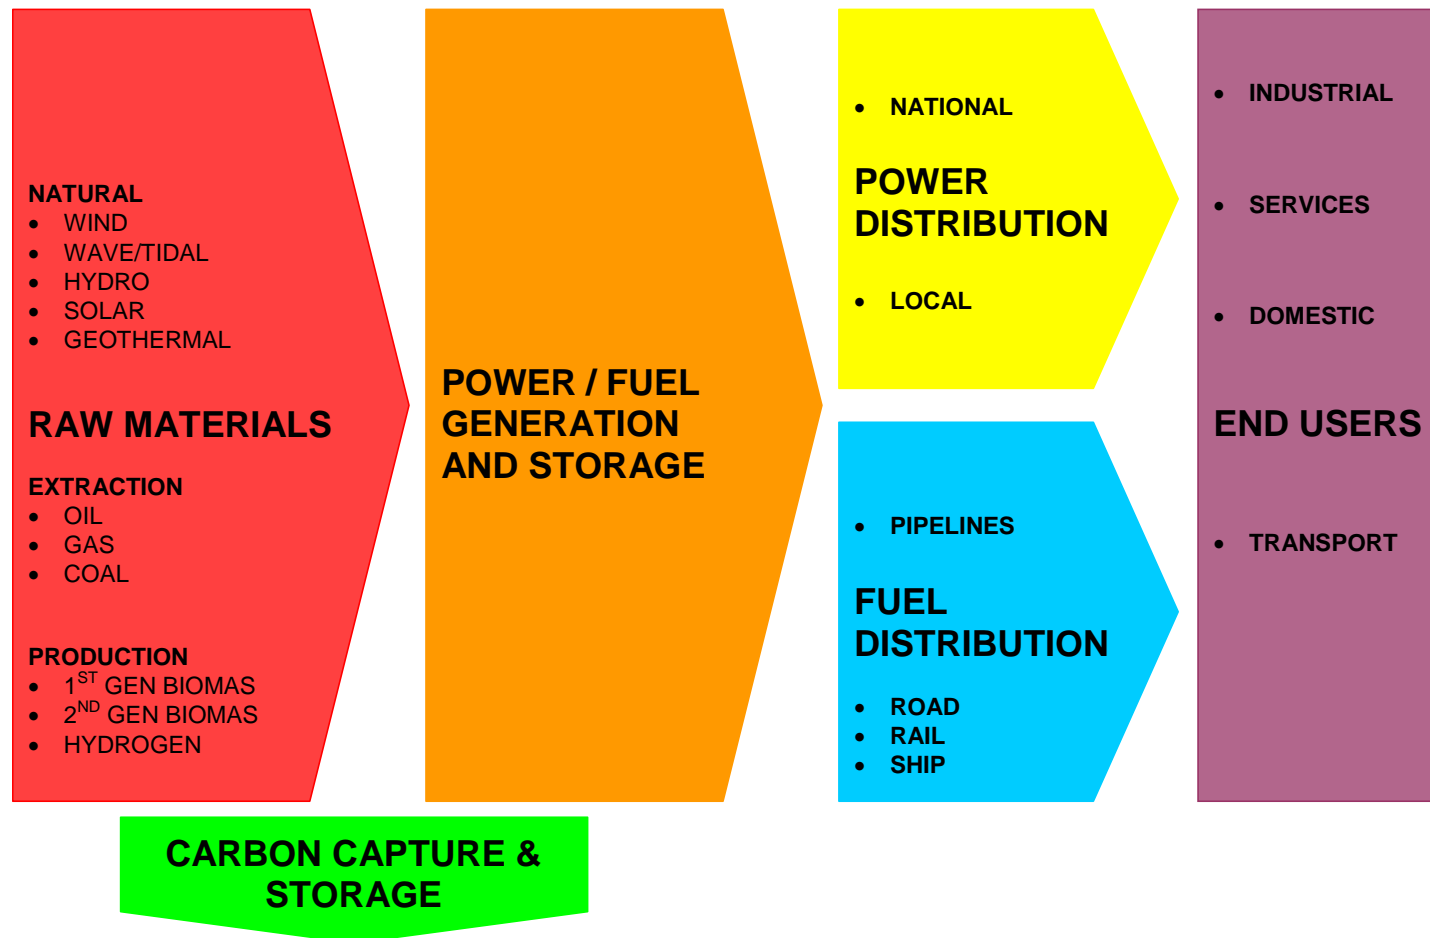 NATURAL
• WIND
• WAVE/TIDAL
• HYDRO
• SOLAR
• GEOTHERMAL
RAW MATERIALS
EXTRACTION
• OIL
• GAS
• COAL
PRODUCTION
• 1ST GEN BIOMAS
• 2ND GEN BIOMAS
• HYDROGEN
POWER / FUEL
GENERATION
AND STORAGE
• NATIONAL
POWER
DISTRIBUTION
• LOCAL
• PIPELINES
FUEL
DISTRIBUTION
• ROAD
• RAIL
• SHIP
• INDUSTRIAL
• SERVICES
• DOMESTIC
END USERS
• TRANSPORT
CARBON CAPTURE &
STORAGE